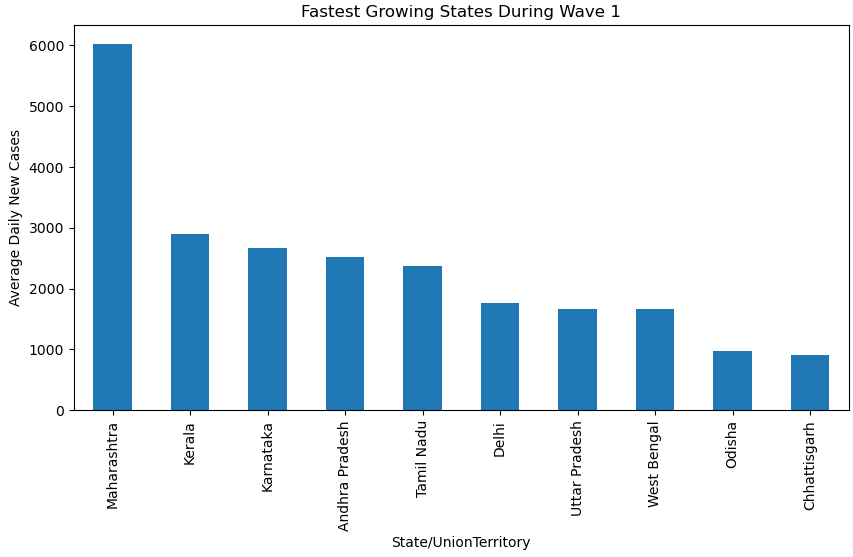 Fastest Growing States During Wave 1
Average Daily New Cases
6000
5000
4000
3000
2000
1000
0
Maharashtra
Kerala
Karnataka
Andhra Pradesh
Tamil Nadu
Delhi
Uttar Pradesh
West Bengal
Odisha
Chhattisgarh
State/UnionTerritory